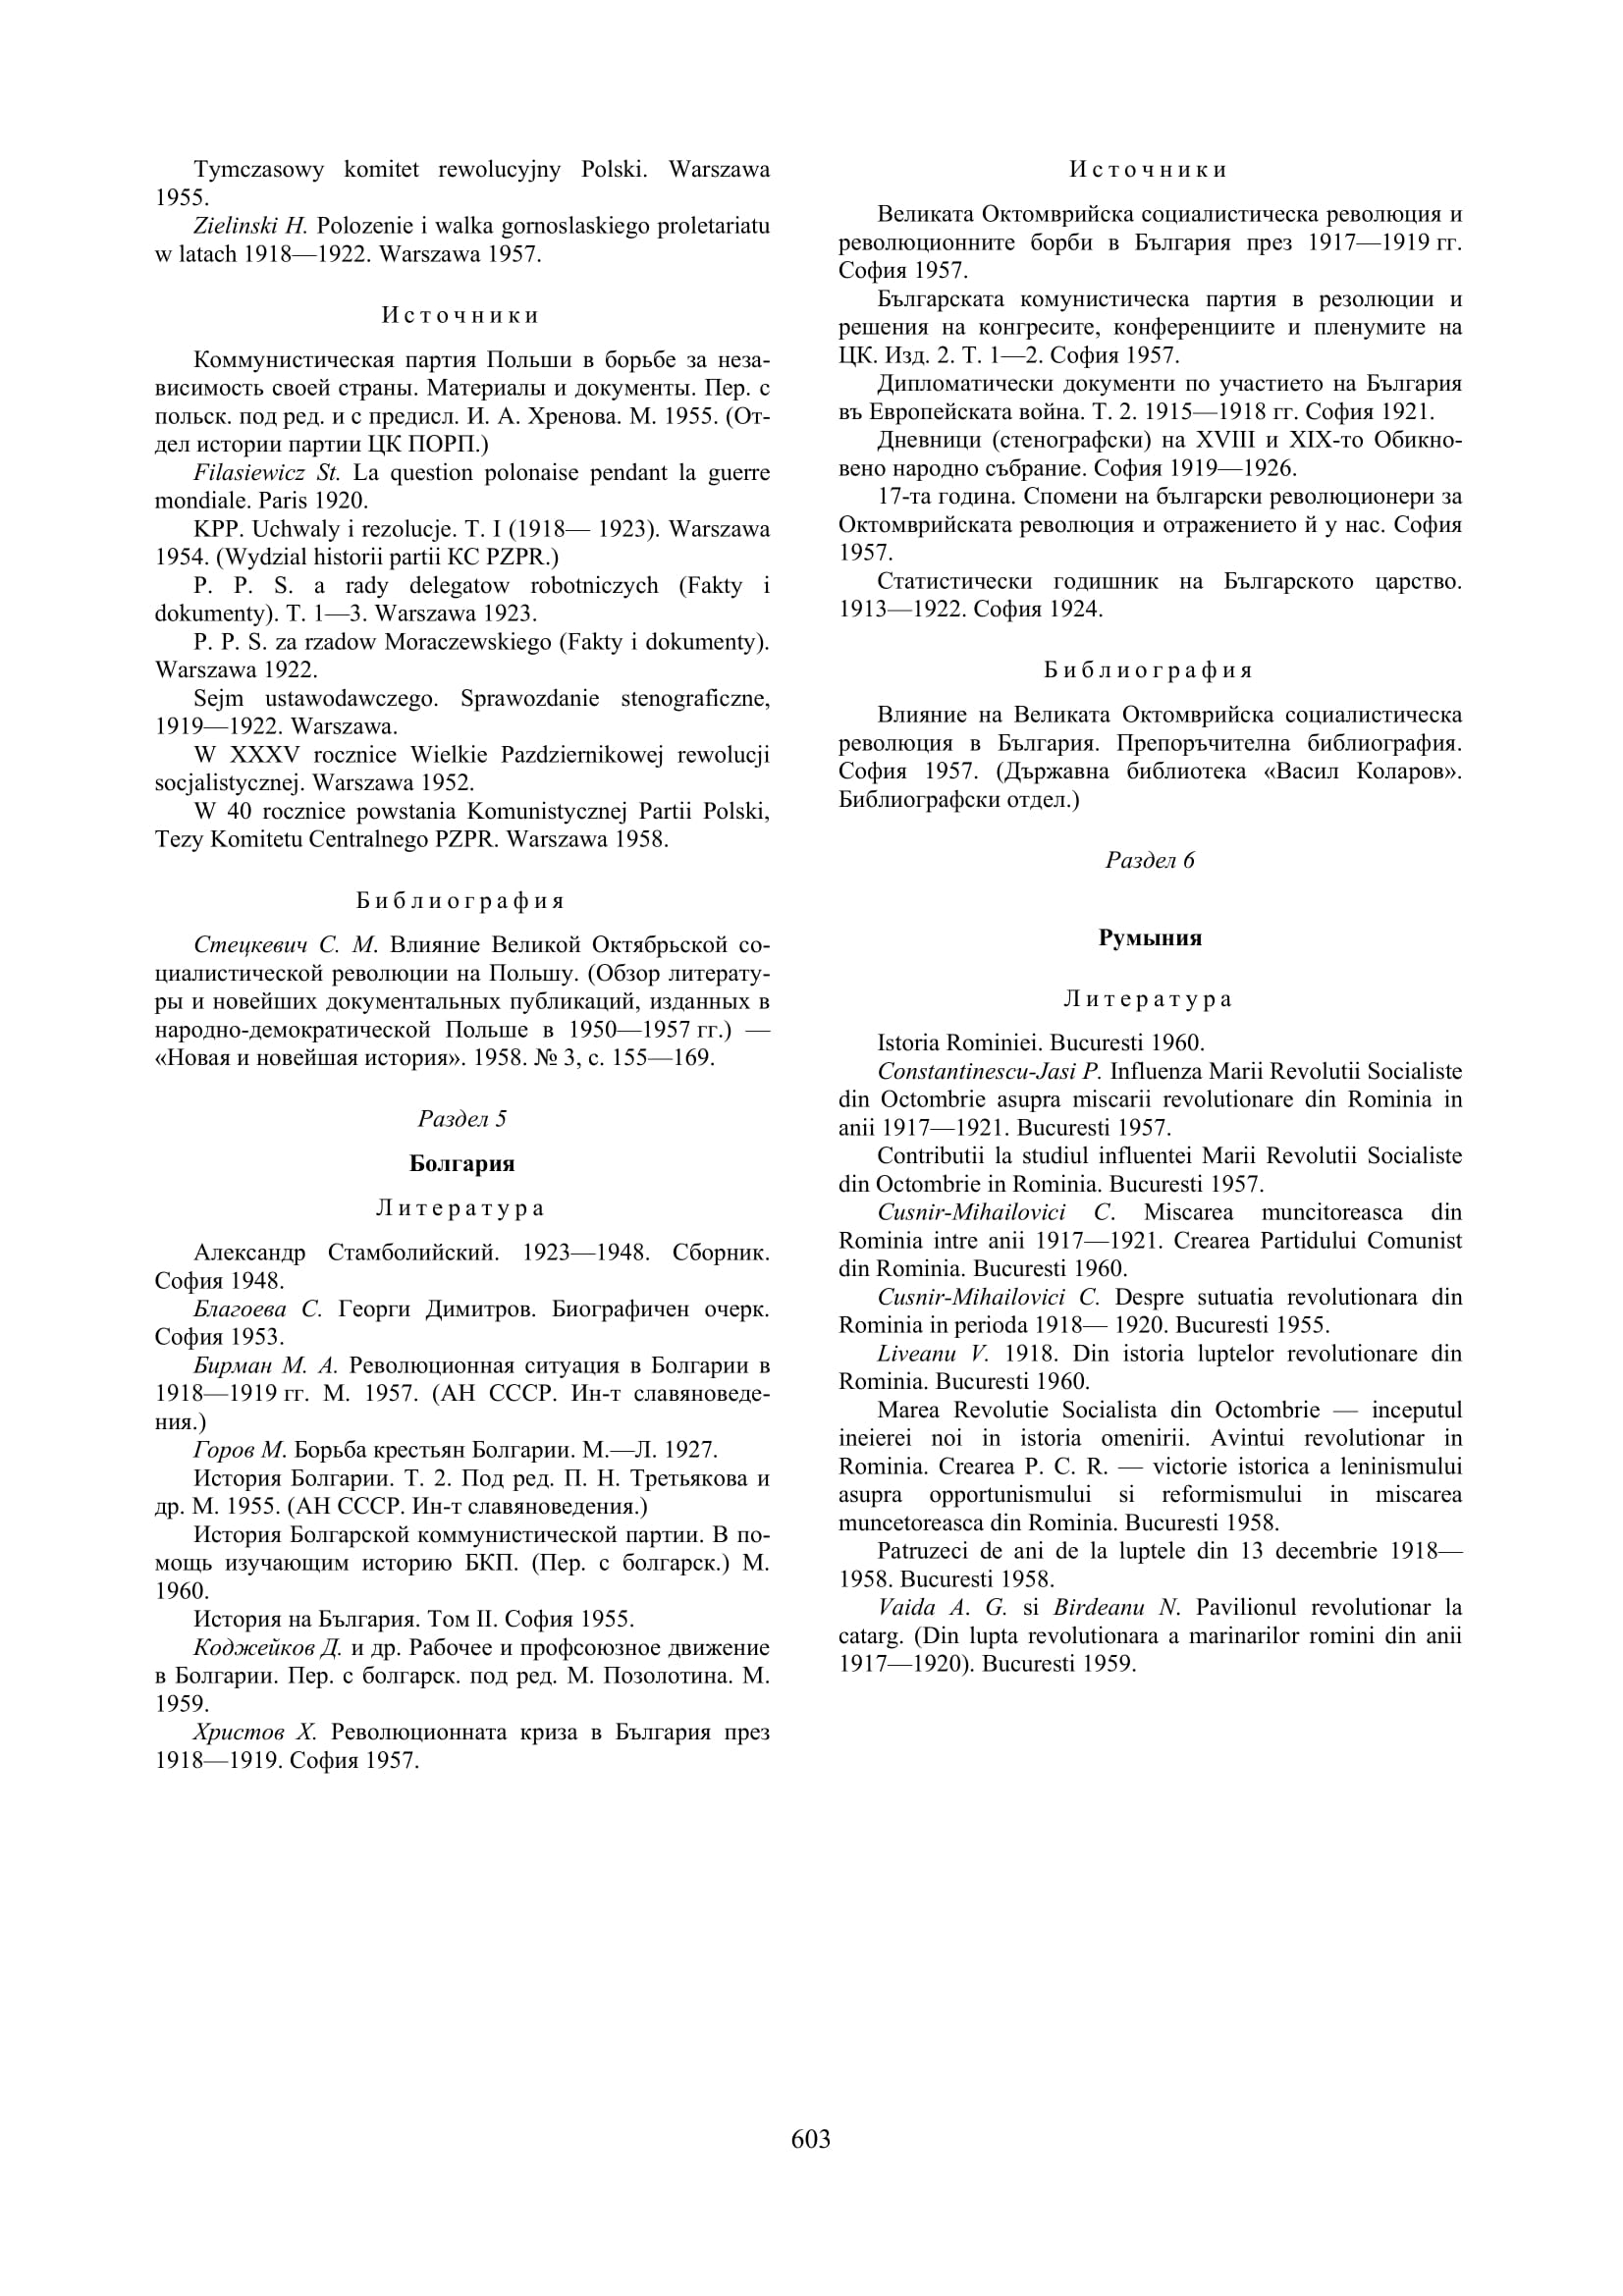 Tymczasowy komitet rewolucyjny Polski. Warszawa
1955.
Zielinski H. Polozenie i walka gornoslaskiego proletariatu
w latach 1918—1922. Warszawa 1957.
Источники
Коммунистическая партия Польши в борьбе за неза-
висимость своей страны. Материалы и документы. Пер. с
польск. под ред. и с предисл. И. А. Хренова. М. 1955. (От-
дел истории партии ЦК ПОРП.)
Filasiewicz St. La question polonaise pendant la guerre
mondiale. Paris 1920.
KPP. Uchwaly i rezolucje. T. I (1918— 1923). Warszawa
1954. (Wydzial historii partii KC PZPR.)
P. P. S. a rady delegatow robotniczych (Fakty i
dokumenty). T. 1—3. Warszawa 1923.
P. P. S. za rzadow Moraczewskiego (Fakty i dokumenty).
Warszawa 1922.
Sejm ustawodawczego. Sprawozdanie stenograficzne,
1919—1922. Warszawa.
W XXXV rocznice Wielkie Pazdziernikowej rewolucji
socjalistycznej. Warszawa 1952.
W 40 rocznice powstania Komunistycznej Partii Polski,
Tezy Komitetu Centralnego PZPR. Warszawa 1958.
Библиография
Стецкевич С. М. Влияние Великой Октябрьской со-
циалистической революции на Польшу. (Обзор литерату-
ры и новейших документальных публикаций, изданных в
народно-демократической Польше в 1950—1957 гг.) —
«Новая и новейшая история». 1958. № 3, с. 155—169.
Раздел 5
Болгария
Литература
Александр Стамболийский. 1923—1948. Сборник.
София 1948.
Благоева С. Георги Димитров. Биографичен очерк.
София 1953.
Бирман М. А. Революционная ситуация в Болгарии в
1918—1919 гг. М. 1957. (АН СССР. Ин-т славяноведе-
ния.)
Горов М. Борьба крестьян Болгарии. М.—Л. 1927.
История Болгарии. Т. 2. Под ред. П. Н. Третьякова и
др. М. 1955. (АН СССР. Ин-т славяноведения.)
История Болгарской коммунистической партии. В по-
мощь изучающим историю БКП. (Пер. с болгарск.) М.
1960.
История на България. Том II. София 1955.
Коджейков Д. и др. Рабочее и профсоюзное движение
в Болгарии. Пер. с болгарск. под ред. М. Позолотина. М.
1959.
Христов Х. Революционната криза в България през
1918—1919. София 1957.
Источники
Великата Октомврийска социалистическа революция и
революционните борби в България през 1917—1919 гг.
София 1957.
Българската комунистическа партия в резолюции и
решения на конгресите, конференциите и пленумите на
ЦК. Изд. 2. Т. 1—2. София 1957.
Дипломатически документи по участието на България
въ Европейската война. Т. 2. 1915—1918 гг. София 1921.
Дневници (стенографски) на XVIII и XIX-то Обикно-
вено народно събрание. София 1919—1926.
17-та година. Спомени на български революционери за
Октомврийската революция и отражението й у нас. София
1957.
Статистически годишник на Българското царство.
1913—1922. София 1924.
Библиография
Влияние на Великата Октомврийска социалистическа
революция в България. Препоръчителна библиография.
София 1957. (Държавна библиотека «Васил Коларов».
Библиографски отдел.)
Раздел 6
Румыния
Литература
Istoria Rominiei. Bucuresti 1960.
Constantinescu-Jasi P. Influenza Marii Revolutii Socialiste
din Octombrie asupra miscarii revolutionare din Rominia in
anii 1917—1921. Bucuresti 1957.
Contributii la studiul influentei Marii Revolutii Socialiste
din Octombrie in Rominia. Bucuresti 1957.
Cusnir-Mihailovici C. Miscarea muncitoreasca din
Rominia intre anii 1917—1921. Crearea Partidului Comunist
din Rominia. Bucuresti 1960.
Cusnir-Mihailovici C. Despre sutuatia revolutionara din
Rominia in perioda 1918— 1920. Bucuresti 1955.
Liveanu V. 1918. Din istoria luptelor revolutionare din
Rominia. Bucuresti 1960.
Marea Revolutie Socialista din Octombrie — inceputul
ineierei noi in istoria omenirii. Avintui revolutionar in
Rominia. Crearea P. C. R. — victorie istorica a leninismului
asupra opportunismului si reformismului in miscarea
muncetoreasca din Rominia. Bucuresti 1958.
Patruzeci de ani de la luptele din 13 decembrie 1918—
1958. Bucuresti 1958.
Vaida A. G. si Birdeanu N. Pavilionul revolutionar la
catarg. (Din lupta revolutionara a marinarilor romini din anii
1917—1920). Bucuresti 1959.
603